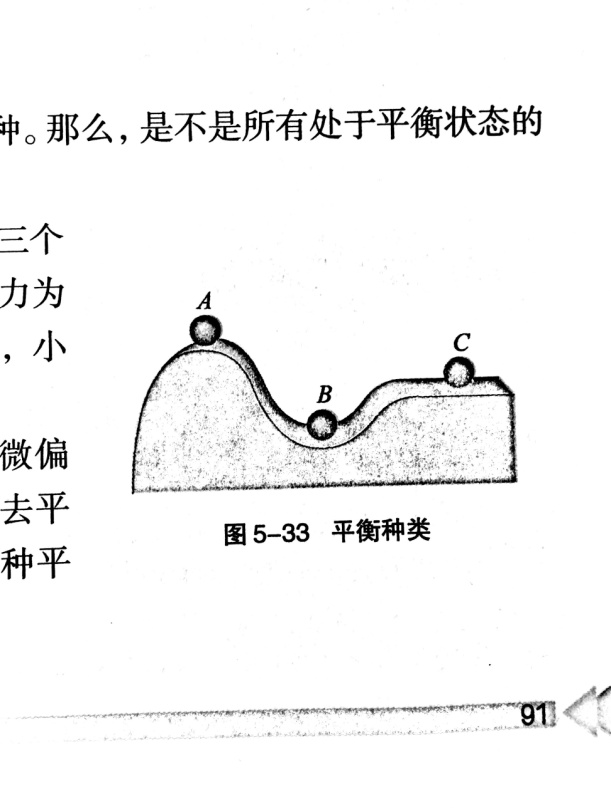 种。那么，是不是所有处于平衡状态的
三个
力为
，小
A
C
B
微偏
去平
图5-33 平衡种类
种平
91